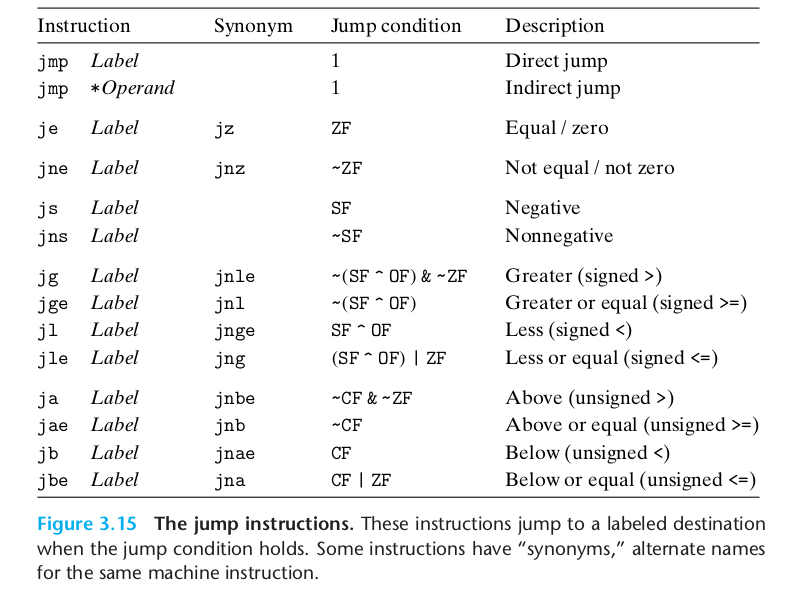 Instruction Synonym Jump condition Description
jmp Label 1 Direct jump
jmp *Operand 1 Indirect jump
je Label jz ZF Equal / zero
jne Label jnz ~ZF Not equal / not zero
js Label SF Negative
jns Label ~SF Nonnegative
jg Label jnle ~(SF ^ OF) & ~ZF Greater (signed >)
jge Label jnl ~(SF ^ OF) Greater or equal (signed >=)
jl Label jnge SF ^ OF Less (signed <)
jle Label jng (SF ^ OF) | ZF Less or equal (signed <=)
ja Label jnbe ~CF & ~ZF Above (unsigned >)
jae Label jnb ~CF Above or equal (unsigned >=)
jb Label jnae CF Below (unsigned <)
jbe Label jna CF | ZF Below or equal (unsigned <=)
Figure 3.15 The jump instructions. These instructions jump to a labeled destination
when the jump condition holds. Some instructions have “synonyms,” alternate names
for the same machine instruction.